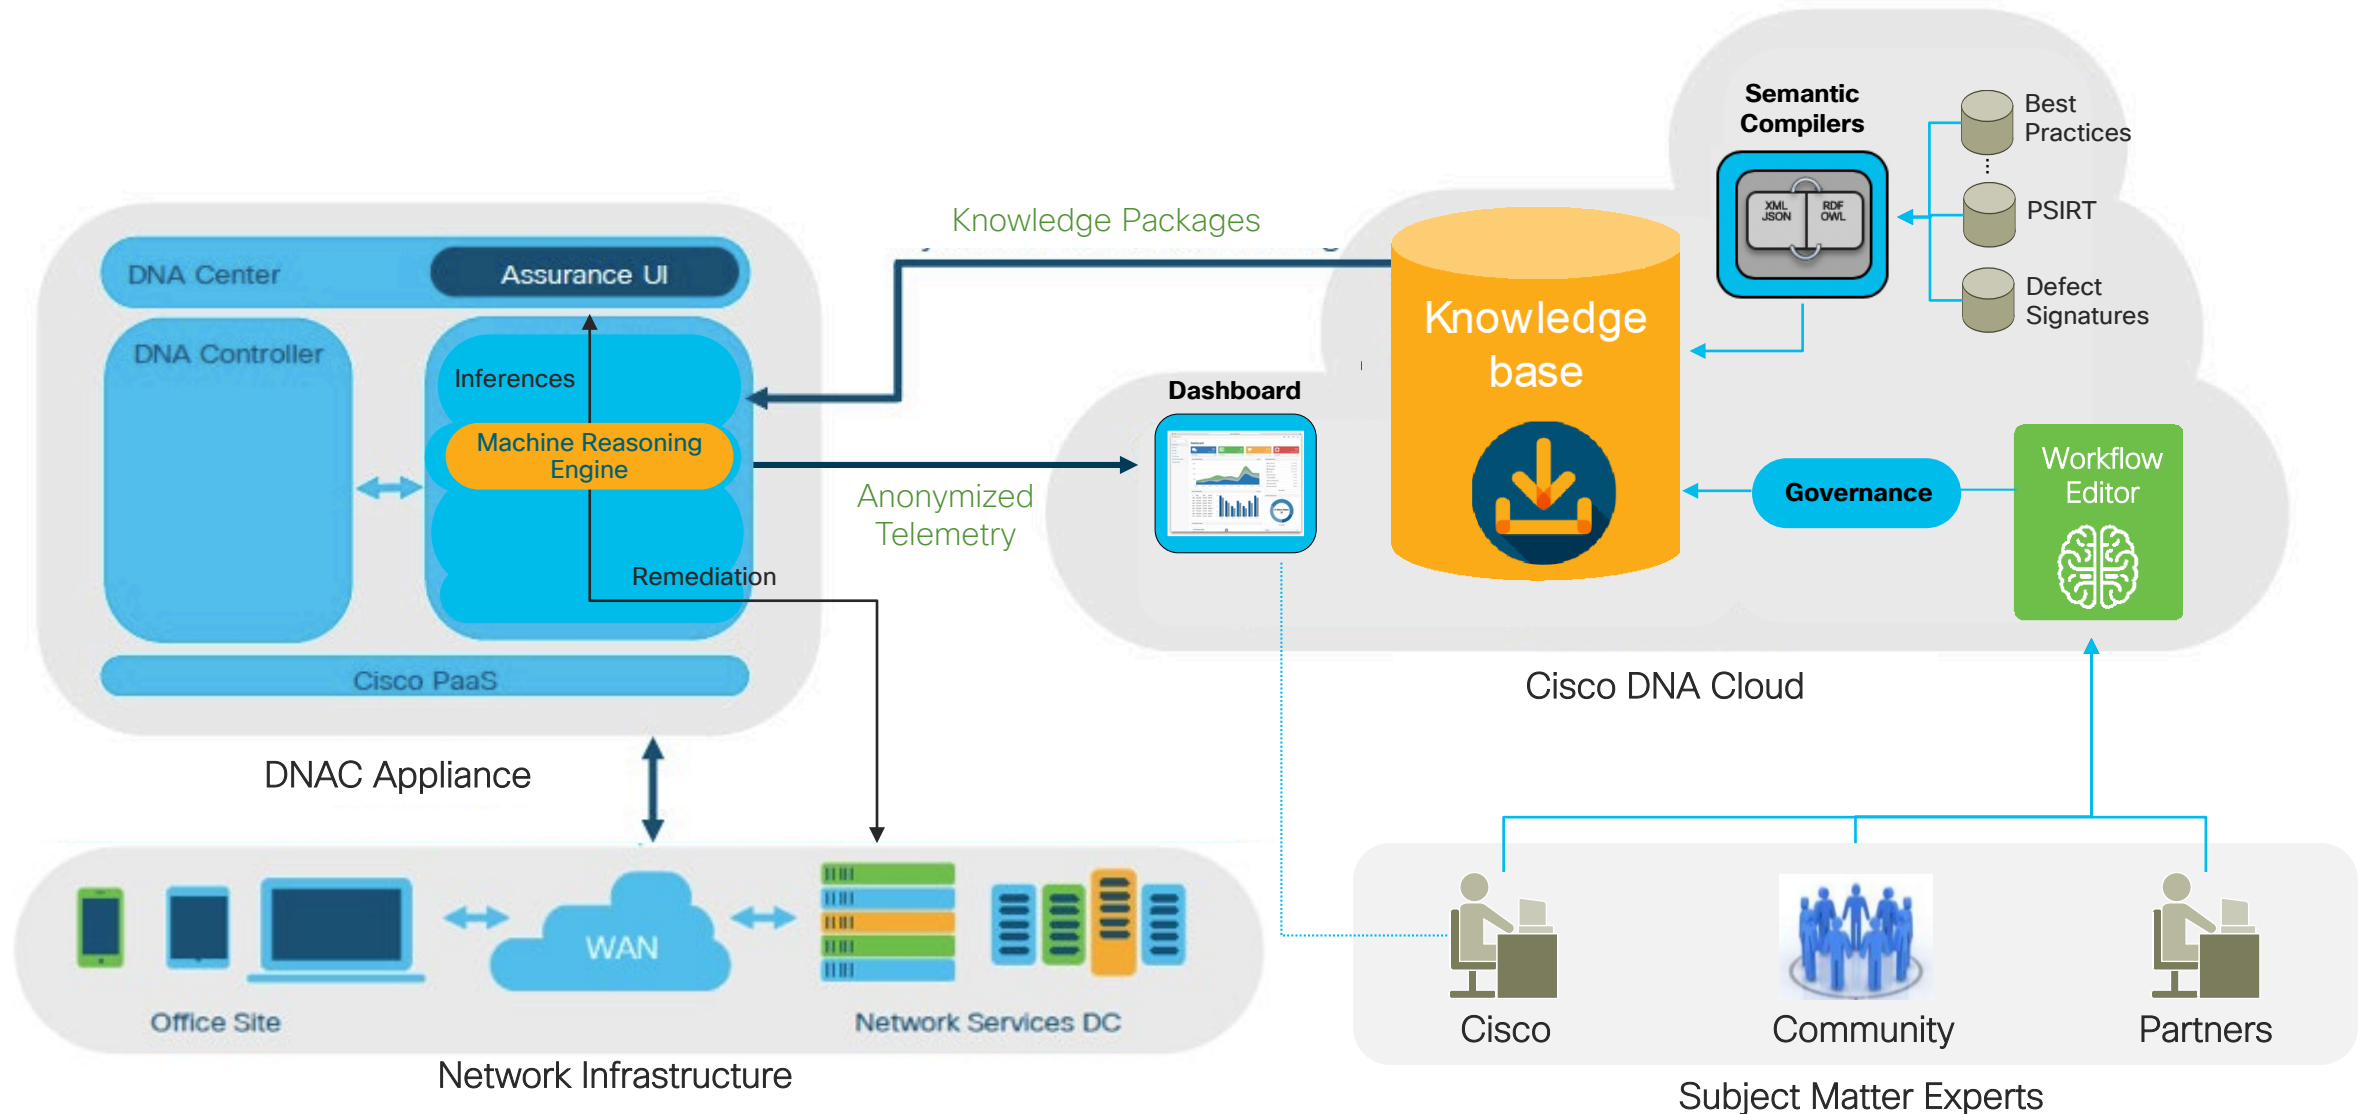 Semantic
Compilers
XML
JSON
RDF
OWL
Best
Practices
PSIRT
Defect
Signatures
Knowledge Packages
DNA Center
Assurance UI
DNA Controller
Inferences
Machine Reasoning
Engine
Remediation
Cisco PaaS
DNAC Appliance
Anonymized
Telemetry
Dashboard
Knowledge
base
Governance
Workflow
Editor
Cisco DNA Cloud
WAN
Office Site
Network Services DC
Network Infrastructure
Cisco
Community
Partners
Subject Matter Experts